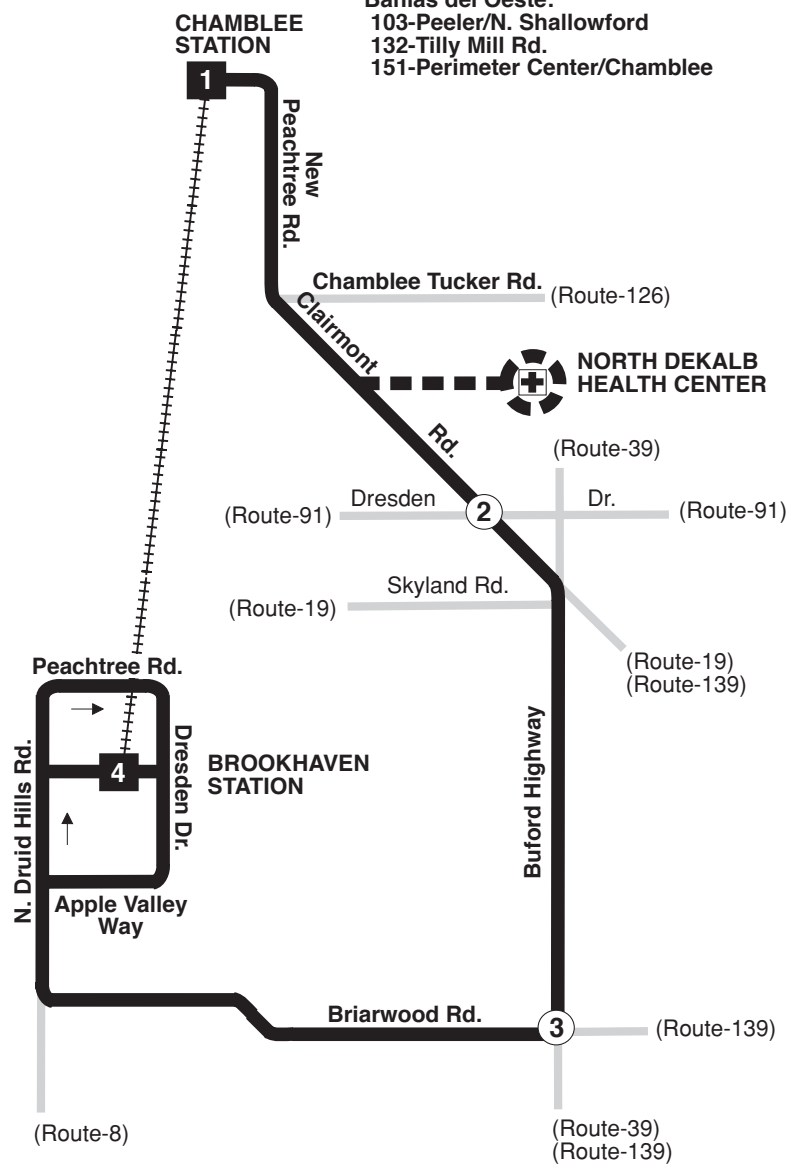 Bahías del Oeste:
103-Peeler/N. Shallowford
132-Tilly Mill Rd.
151-Perimeter Center/Chamblee
CHAMBLEE
STATION
1
New
Peachtree Rd.
Chamblee Tucker Rd.
(Route-126)
Clairmont
Rd.
NORTH DEKALB
HEALTH CENTER
(Route-39)
(Route-91)
Dresden
2
Dr.
(Route-91)
Skyland Rd.
(Route-19)
(Route-19)
(Route-139)
Peachtree Rd.
N. Druid Hills Rd.
4
Dresden Dr.
BROOKHAVEN
STATION
Buford Highway
Apple Valley
Way
Briarwood Rd.
3
(Route-139)
(Route-8)
(Route-39)
(Route-139)